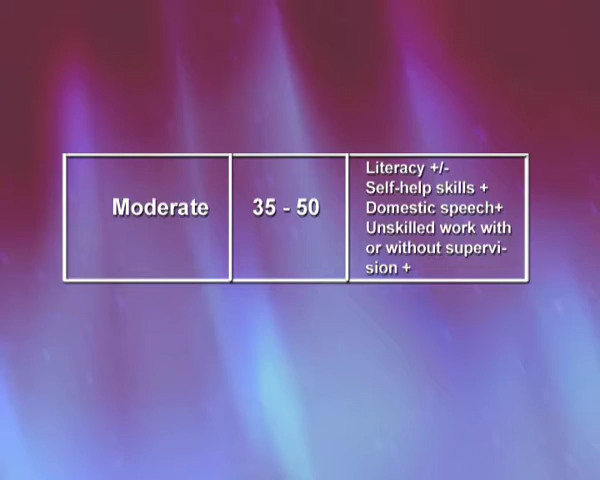 Moderate
35 - 50
Literacy +/-
Self-help skills +
Domestic speech+
Unskilled work with
or without supervi-
sion +